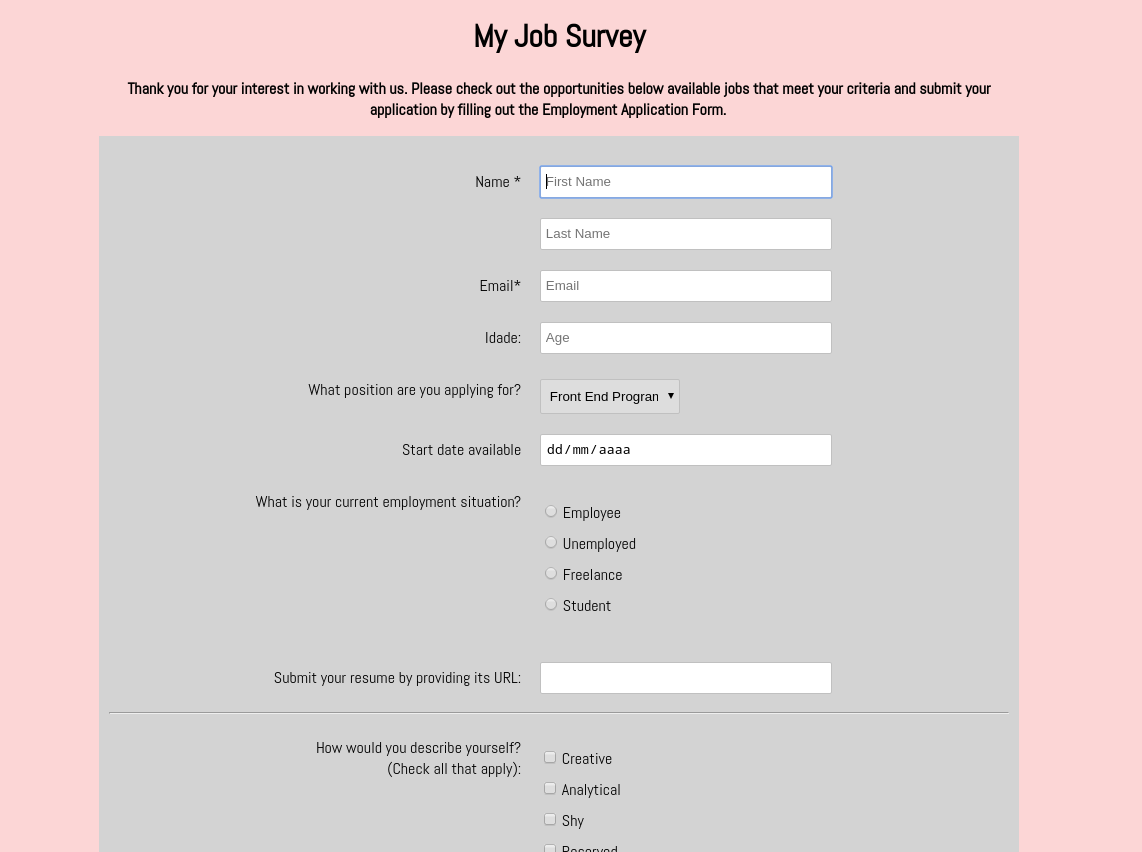 My Job Survey
Thank you for your interest in working with us. Please check out the opportunities below available jobs that meet your criteria and submit your
application by filling out the Employment Application Form.
Name * First Name
Last Name
Email* Email
Idade: Age
What position are you applying for? Front End Program
Start date available dd/mm/aaaa
What is your current employment situation?
Employee
Unemployed
Freelance
Student
Submit your resume by providing its URL:
How would you describe yourself?
(Check all that apply):
Creative
Analytical
Shy
Reserved